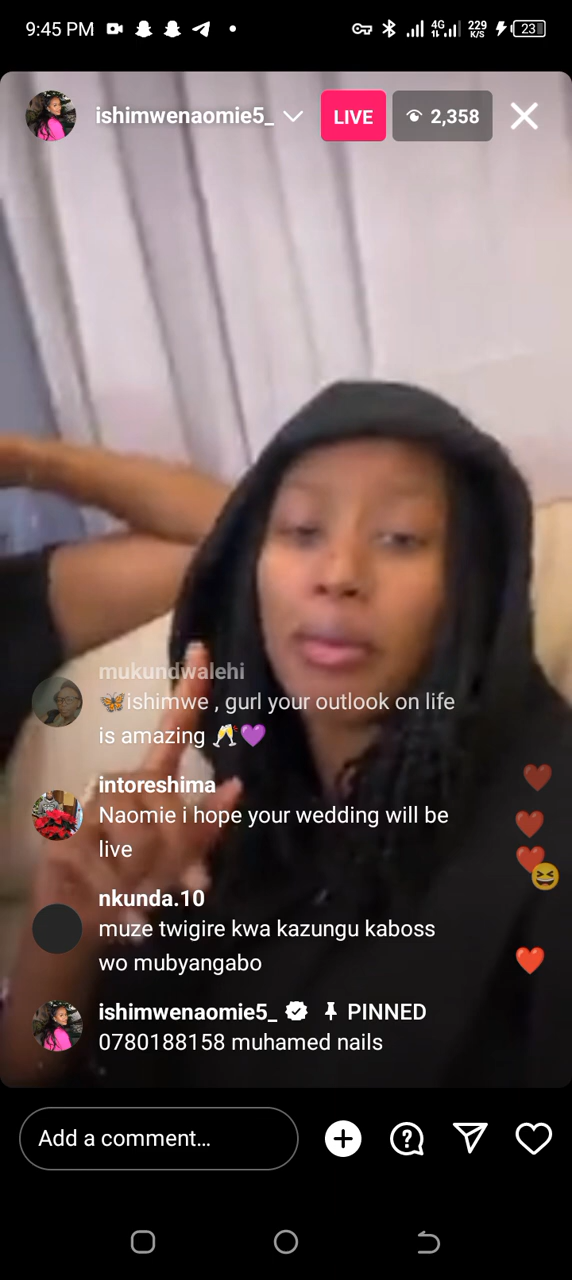 9:45 PM 4G 229 K/S 23
ishimwenaomie5_ LIVE 2,358
mukundwalehi
🦋ishimwe , gurl your outlook on life
is amazing 🥂💜
intoreshima
Naomie i hope your wedding will be
live
nkunda.10
muze twigire kwa kazungu kaboss
wo mubyangabo
ishimwenaomie5_ PINNED
0780188158 muhamed nails
Add a comment...